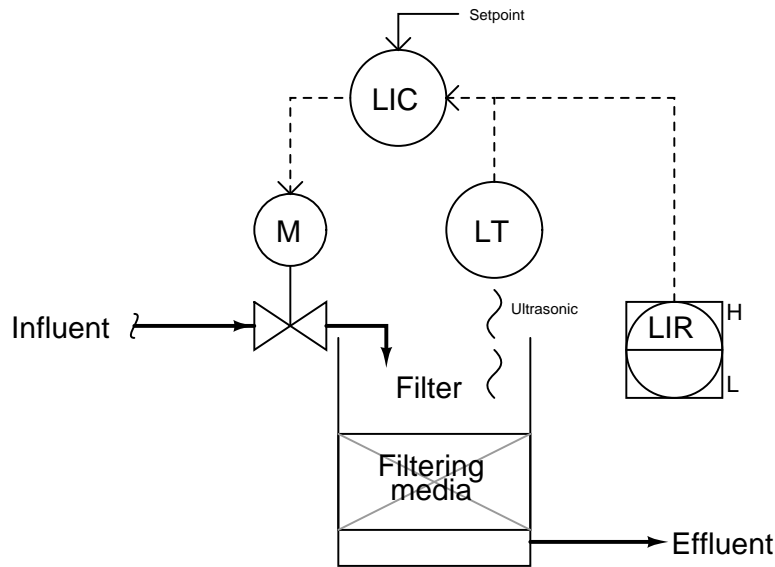 Setpoint
LIC
M
LT
Influent
Ultrasonic
LIR
H
L
Filter
Filtering
media
Effluent